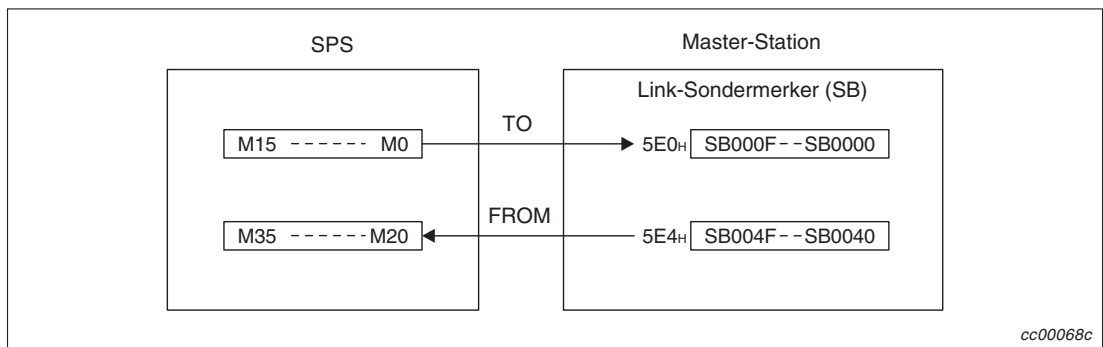 SPS
Master-Station
Link-Sondermerker (SB)
M15 ------ M0
TO
5E0H SB000F--SB0000
M35 ------M20
FROM
5E4H SB004F--SB0040
cc00068c